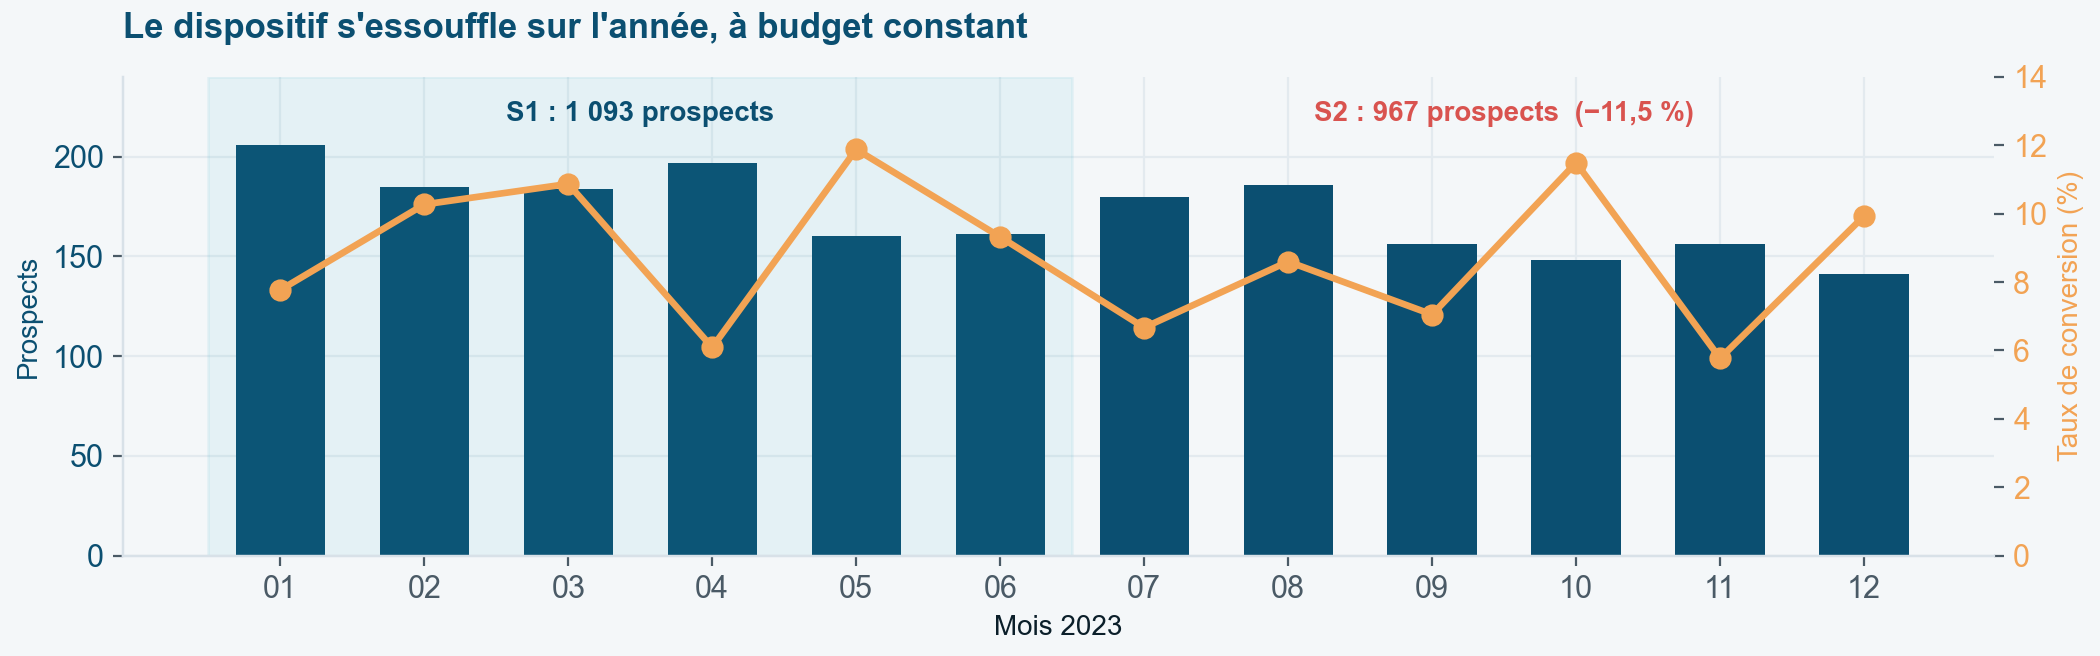 Le dispositif s'essouffle sur l'année, à budget constant
S1 : 1 093 prospects
S2 : 967 prospects  (−11,5 %)
Prospects
200
150
100
50
0
14
12
10
8
6
4
2
0
Taux de conversion (%)
01 02 03 04 05 06 07 08 09 10 11 12
Mois 2023